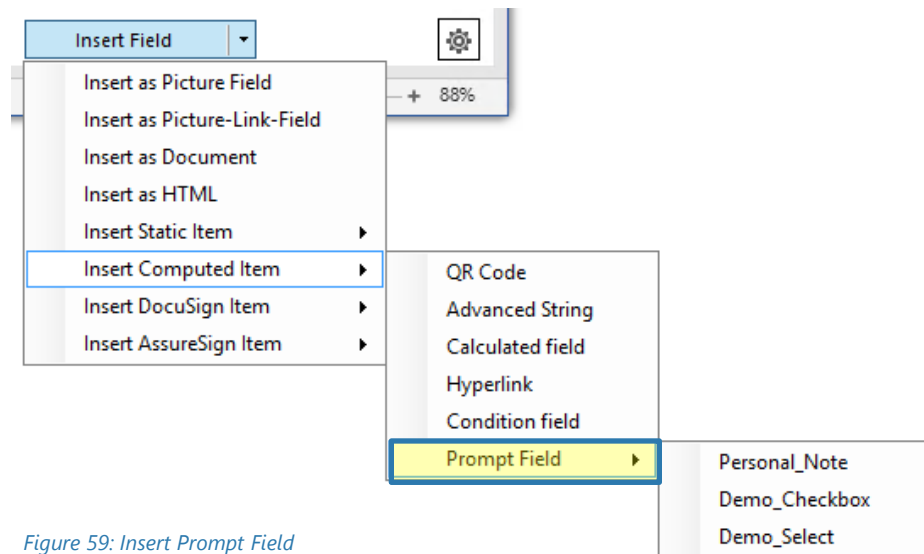 Insert Field
Insert as Picture Field
+ 88%
Insert as Picture-Link-Field
Insert as Document
Insert as HTML
Insert Static Item
Insert Computed Item
Insert DocuSign Item
Insert AssureSign Item
QR Code
Advanced String
Calculated field
Hyperlink
Condition field
Prompt Field
Personal_Note
Demo_Checkbox
Demo_Select
Figure 59: Insert Prompt Field